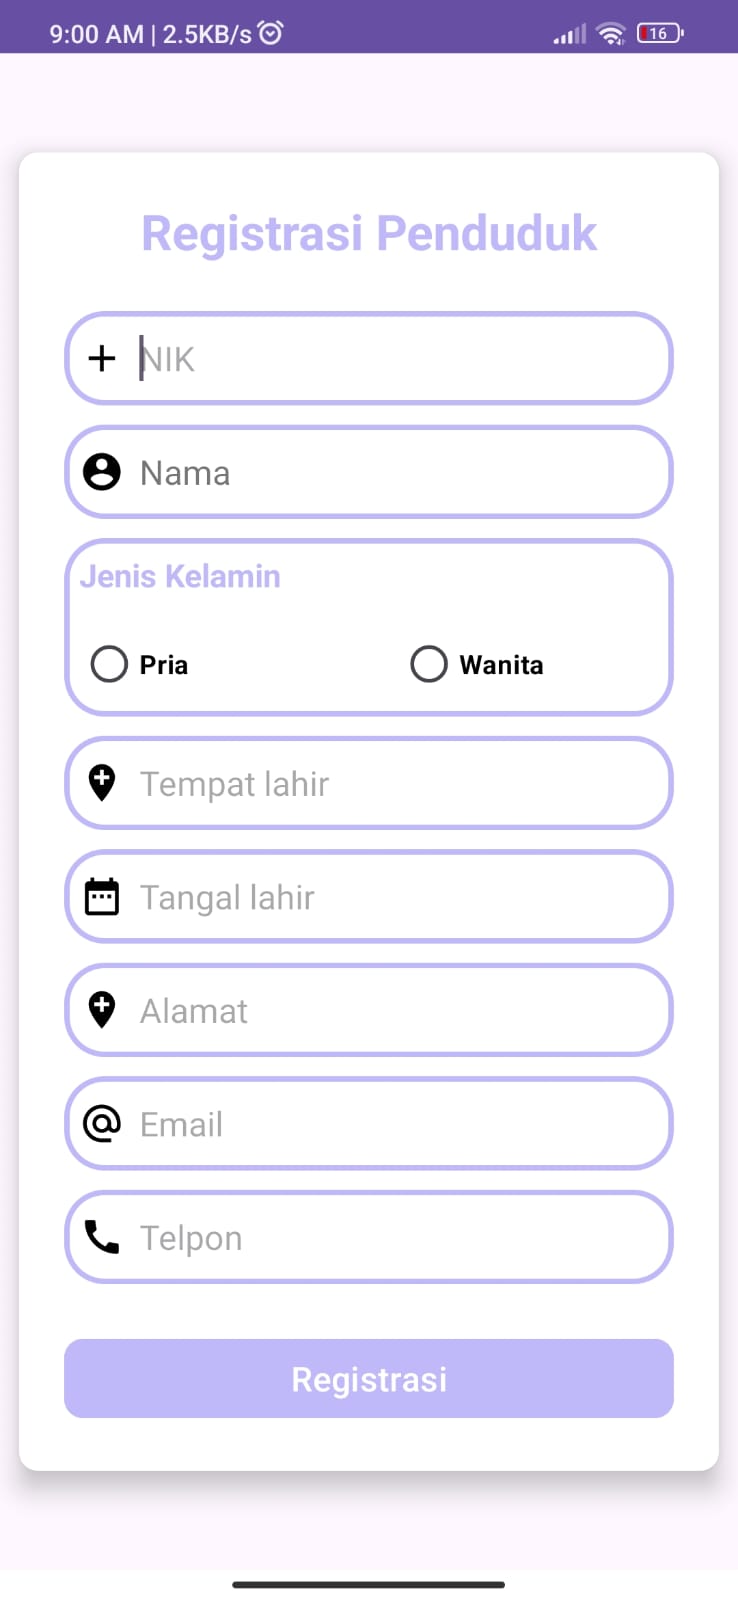 9:00 AM | 2.5KB/s
16
Registrasi Penduduk
NIK
Nama
Jenis Kelamin
Pria
Wanita
Tempat lahir
Tangal lahir
Alamat
Email
Telpon
Registrasi